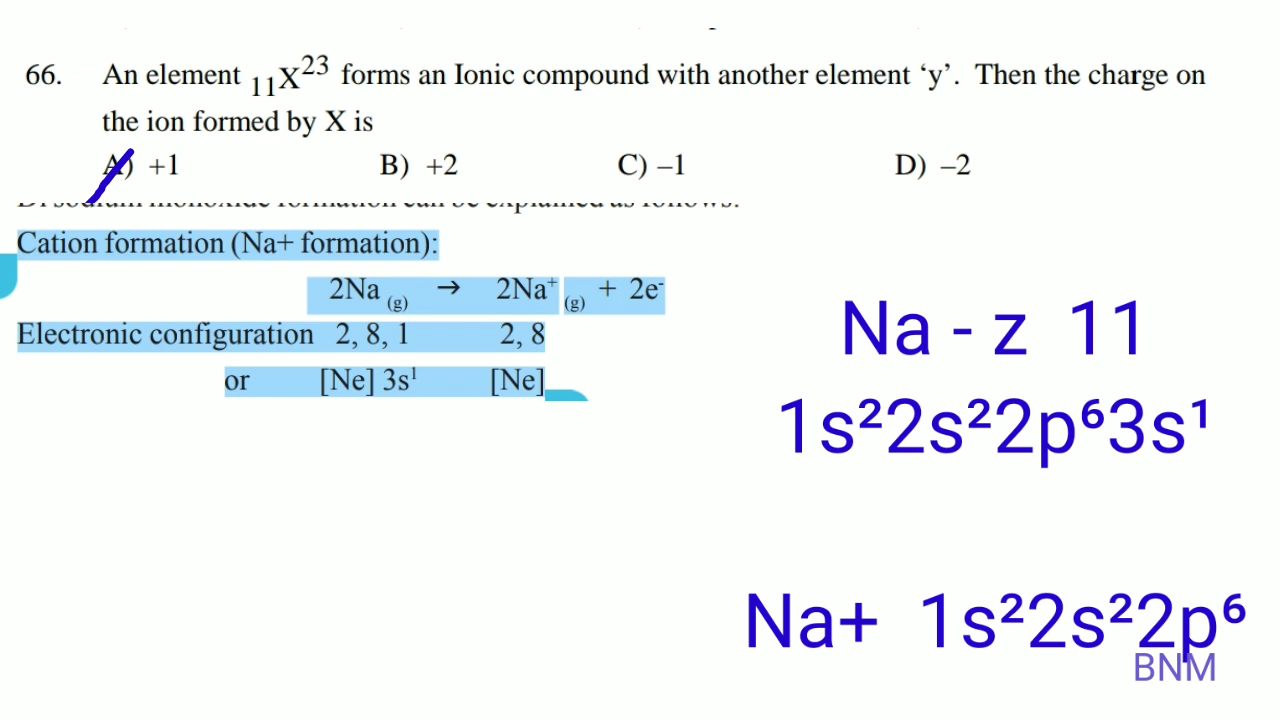 66. An element ₁₁X²³ forms an Ionic compound with another element ‘y’. Then the charge on
the ion formed by X is
A) +1 B) +2 C) –1 D) –2
Cation formation (Na+ formation):
2Na (g) → 2Na⁺ (g) + 2e⁻
Electronic configuration 2, 8, 1 2, 8
or [Ne] 3s¹ [Ne]
Na - z 11
1s²2s²2p⁶3s¹
Na+ 1s²2s²2p⁶
BNM